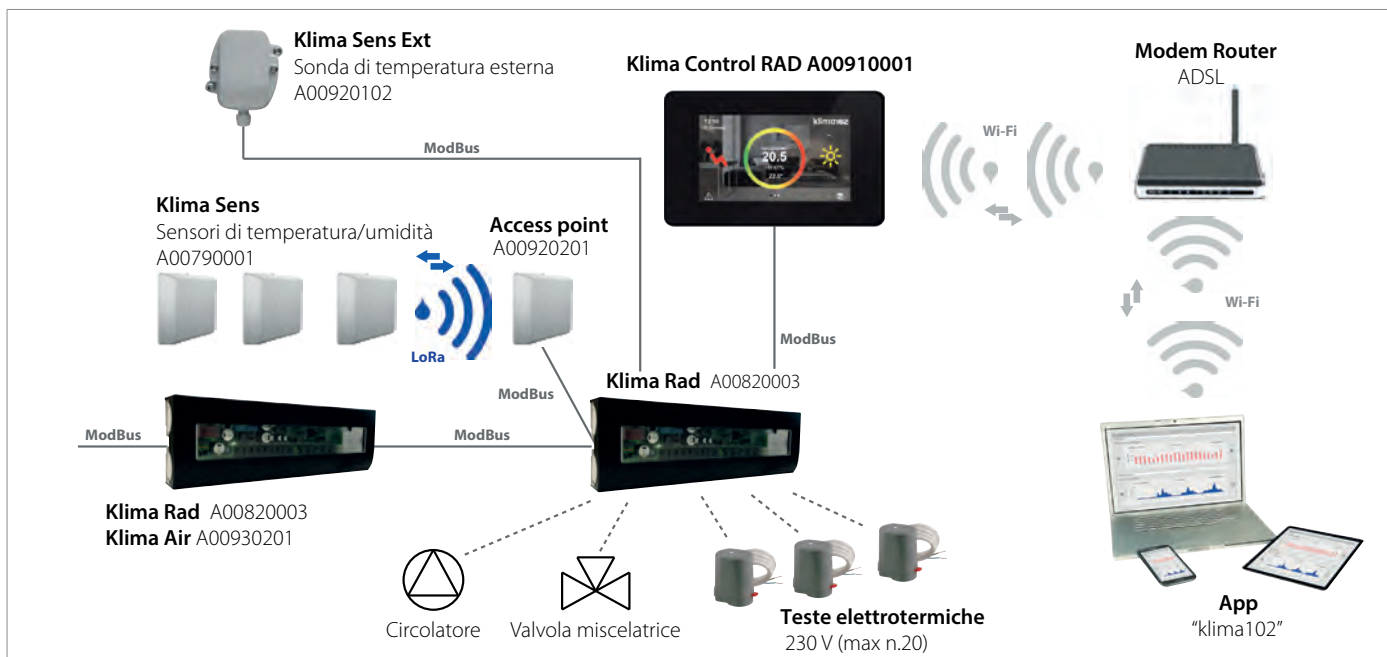 Klima Sens Ext
Sonda di temperatura esterna
A00920102
Klima Control RAD A00910001
Modem Router
ADSL
Wi-Fi
ModBus
20.5
Klima Sens
Sensori di temperatura/umidità
A00790001
Access point
A00920201
LoRa
Wi-Fi
ModBus
ModBus
Klima Rad A00820003
ModBus
ModBus
Klima Rad A00820003
Klima Air A00930201
Circolatore
Valvola miscelatrice
Teste elettrotermiche
230 V (max n.20)
App
“klima102”